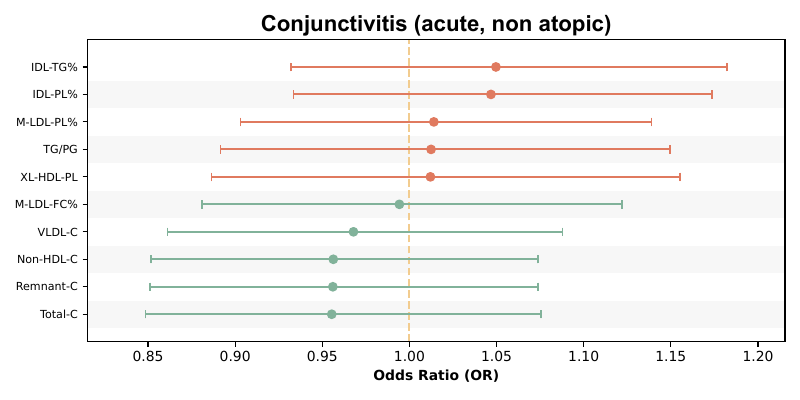 Conjunctivitis (acute, non atopic)
IDL-TG%
IDL-PL%
M-LDL-PL%
TG/PG
XL-HDL-PL
M-LDL-FC%
VLDL-C
Non-HDL-C
Remnant-C
Total-C
0.85 0.90 0.95 1.00 1.05 1.10 1.15 1.20
Odds Ratio (OR)